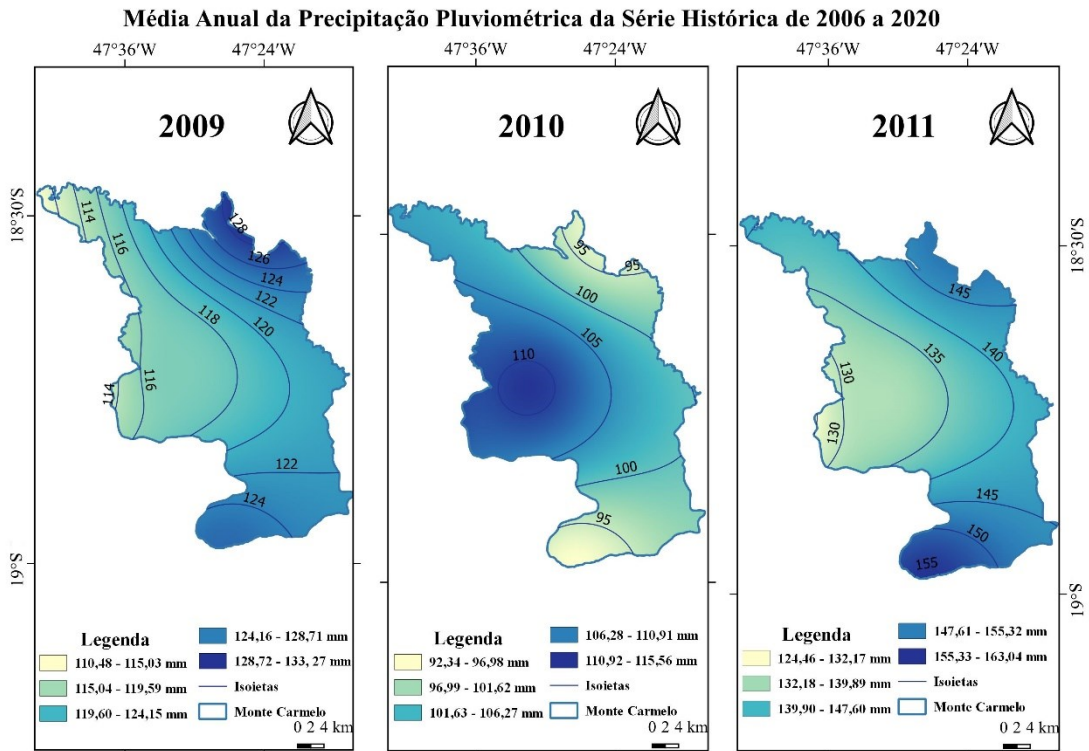 Média Anual da Precipitação Pluviométrica da Série Histórica de 2006 a 2020
47°36'W 47°24'W
2009
18°30'S
19°S
128
126
124
122
120
118
116
114
116
114
122
124
Legenda
110,48 - 115,03 mm
115,04 - 119,59 mm
119,60 - 124,15 mm
124,16 - 128,71 mm
128,72 - 133, 27 mm
Isoietas
Monte Carmelo
0 2 4 km
47°36'W 47°24'W
2010
95
95
100
105
110
100
95
Legenda
92,34 - 96,98 mm
96,99 - 101,62 mm
101,63 - 106,27 mm
106,28 - 110,91 mm
110,92 - 115,56 mm
Isoietas
Monte Carmelo
0 2 4 km
47°36'W 47°24'W
2011
18°30'S
19°S
145
140
135
130
130
145
150
155
Legenda
124,46 - 132,17 mm
132,18 - 139,89 mm
139,90 - 147,60 mm
147,61 - 155,32 mm
155,33 - 163,04 mm
Isoietas
Monte Carmelo
0 2 4 km